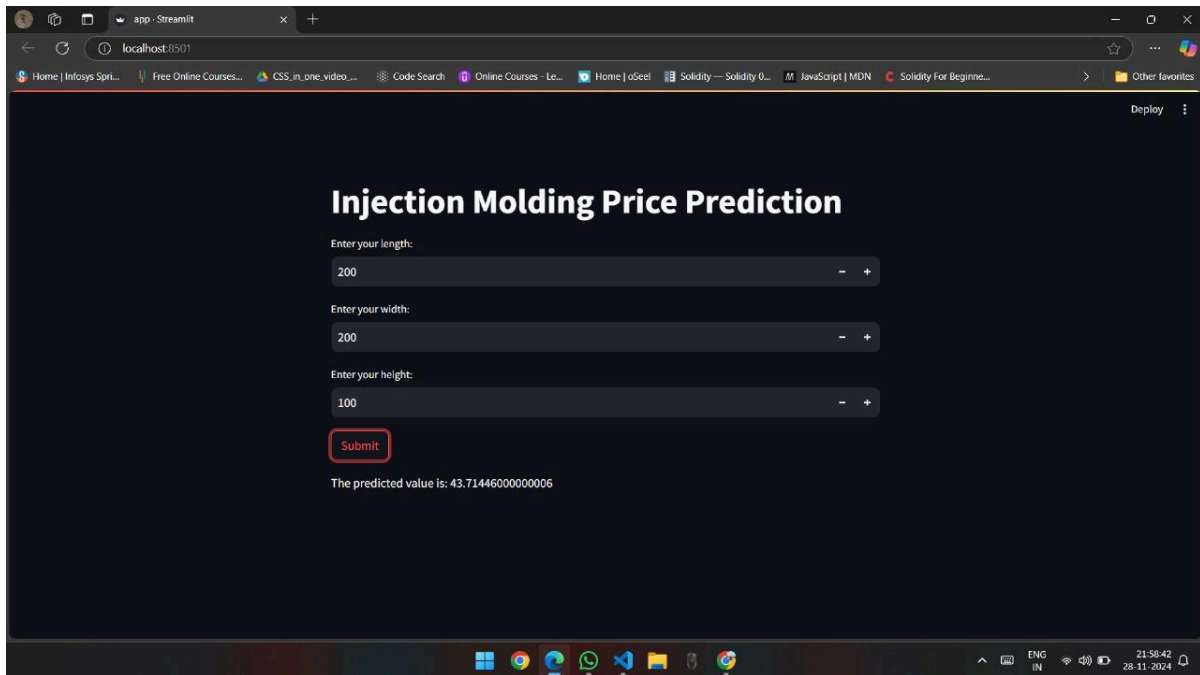 app · Streamlit
localhost:8501
Home | Infosys Spri... Free Online Courses... CSS_in_one_video_... Code Search Online Courses - Le... Home | oSeel Solidity — Solidity 0... JavaScript | MDN Solidity For Beginne... Other favorites
Deploy
Injection Molding Price Prediction
Enter your length:
200
Enter your width:
200
Enter your height:
100
Submit
The predicted value is: 43.71446000000006
ENG 21:58:42
IN 28-11-2024